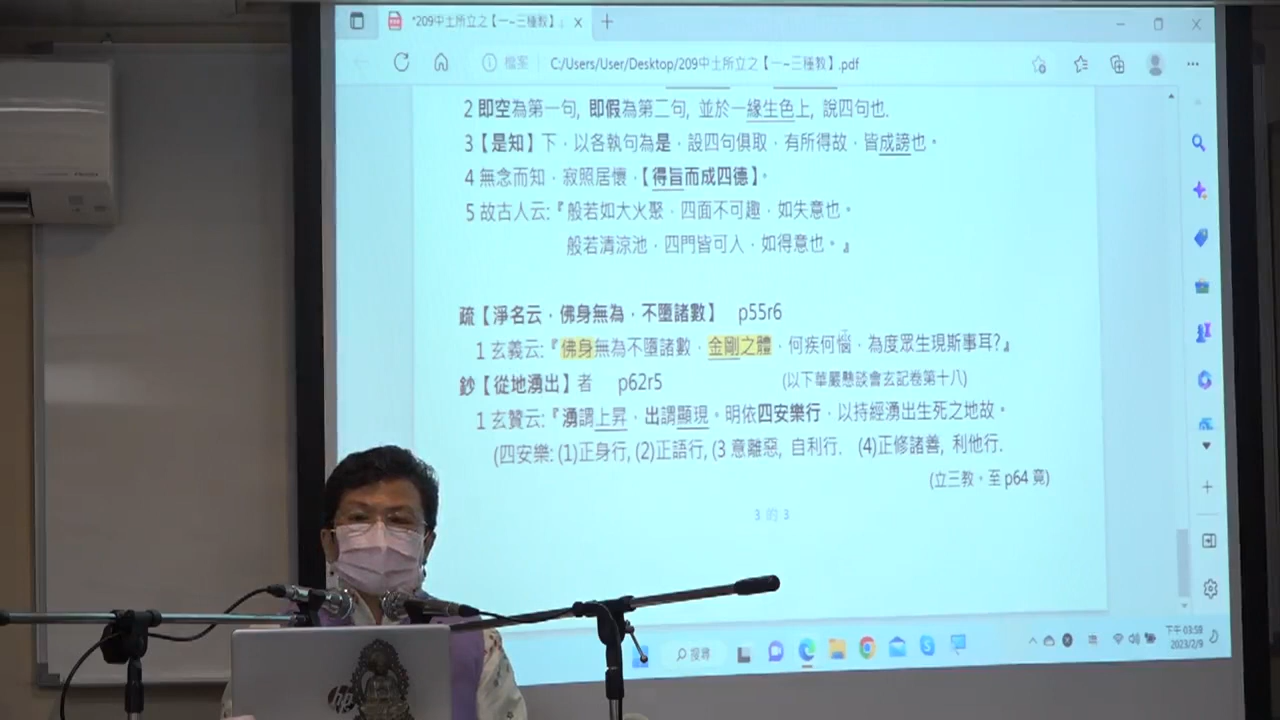 *209中土所立之【一~三種教】
檔案
C:/Users/User/Desktop/209中土所立之【一~三種教】.pdf
2 即空為第一句, 即假為第二句, 並於一緣生色上, 說四句也.
3【是知】下，以各執句為是，設四句俱取，有所得故，皆成謗也。
4 無念而知，寂照居懷，【得旨而成四德】。
5 故古人云:『般若如大火聚，四面不可趣，如失意也。
般若清涼池，四門皆可入，如得意也。』
疏【淨名云，佛身無為，不墮諸數】 p55r6
1 玄義云:『佛身無為不墮諸數，金剛之體，何疾何惱，為度眾生現斯事耳?』
鈔【從地湧出】者 p62r5 (以下華嚴懸談會玄記卷第十八)
1 玄贊云:『湧謂上昇，出謂顯現。明依四安樂行，以持經湧出生死之地故。
(四安樂: (1)正身行, (2)正語行, (3 意離惡, 自利行. (4)正修諸善, 利他行.
(立三教，至 p64 竟)
3 的 3
搜尋
下午 03:59
2023/2/9
hp